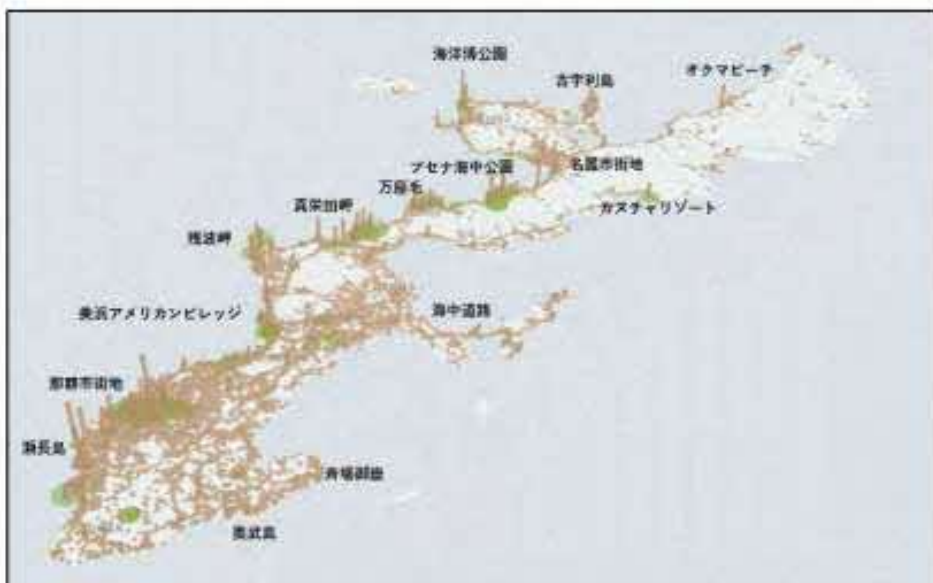 海洋博公園
古宇利島
オクマビーチ
ブセナ海中公園
名護市街地
万座毛
カヌチャリゾート
真栄田岬
残波岬
美浜アメリカンビレッジ
海中道路
那覇市街地
瀬長島
斎場御嶽
奥武島